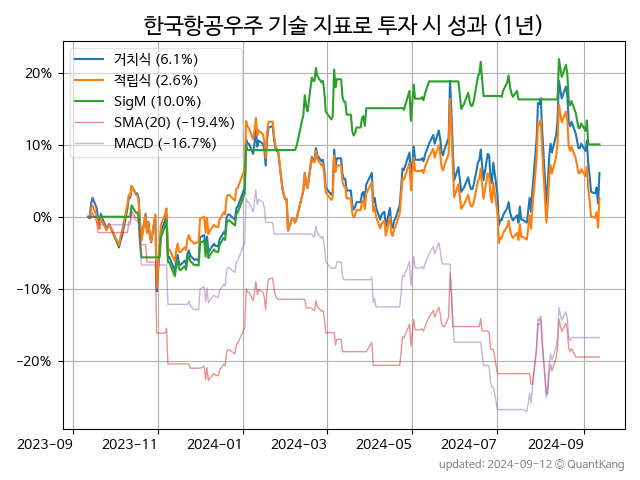 한국항공우주 기술 지표로 투자 시 성과 (1년)
거치식 (6.1%)
적립식 (2.6%)
SigM (10.0%)
SMA(20) (−19.4%)
MACD (−16.7%)
20%
10%
0%
−10%
−20%
2023-09 2023-11 2024-01 2024-03 2024-05 2024-07 2024-09
updated: 2024-09-12 © QuantKang